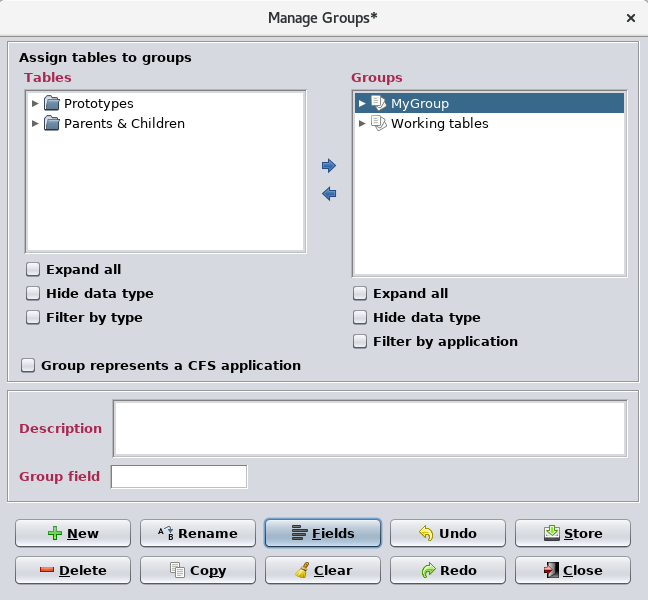 Manage Groups*
Assign tables to groups
Tables
Groups
Prototypes
Parents & Children
MyGroup
Working tables
Expand all
Hide data type
Filter by type
Expand all
Hide data type
Filter by application
Group represents a CFS application
Description
Group field
New
A B Rename
Fields
Undo
Store
Delete
Copy
Clear
Redo
Close